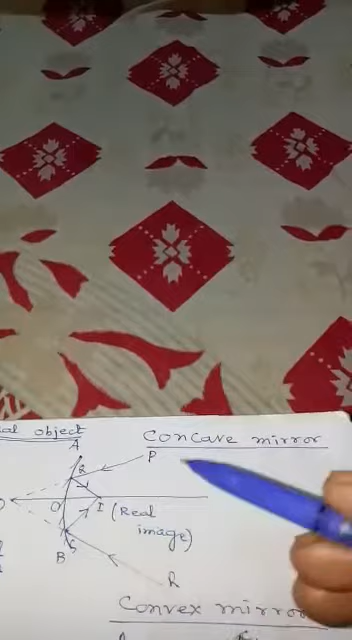 al object
Concave mirror
A
R
P
O
I (Real
image)
S
B
R
Convex mirror